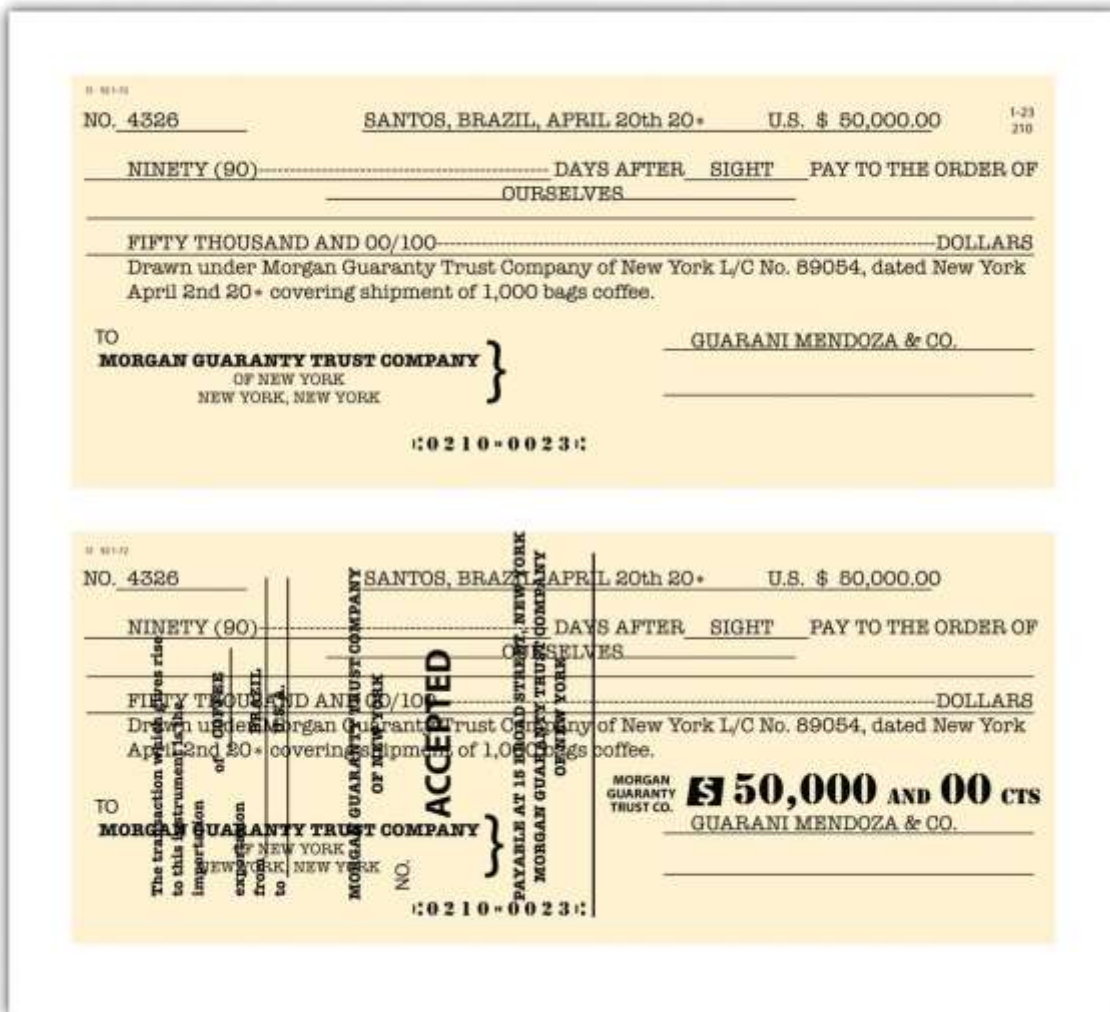 NO. 4326 SANTOS, BRAZIL, APRIL 20th 20* U.S. $ 50,000.00 1-23
210
NINETY (90)---------- DAYS AFTER SIGHT PAY TO THE ORDER OF
OURSELVES
FIFTY THOUSAND AND 00/100----------DOLLARS
Drawn under Morgan Guaranty Trust Company of New York L/C No. 89054, dated New York
April 2nd 20* covering shipment of 1,000 bags coffee.
TO
MORGAN GUARANTY TRUST COMPANY
OF NEW YORK
NEW YORK, NEW YORK
GUARANI MENDOZA & CO.
⑆0210⑉0023⑆
NO. 4326 SANTOS, BRAZIL, APRIL 20th 20* U.S. $ 50,000.00
NINETY (90)---------- DAYS AFTER SIGHT PAY TO THE ORDER OF
OURSELVES
FIFTY THOUSAND AND 00/100----------DOLLARS
Drawn under Morgan Guaranty Trust Company of New York L/C No. 89054, dated New York
April 2nd 20* covering shipment of 1,000 bags coffee.
TO
MORGAN GUARANTY TRUST COMPANY
OF NEW YORK
NEW YORK, NEW YORK
MORGAN
GUARANTY
TRUST CO.
$ 50,000 AND 00 CTS
GUARANI MENDOZA & CO.
⑆0210⑉0023⑆
The transaction which gives rise
to this instrument is the
importation
of COFFEE
exportation
from BRAZIL
to U.S.A.
MORGAN GUARANTY TRUST COMPANY
OF NEW YORK
NO.
ACCEPTED
PAYABLE AT 15 BROAD STREET, NEW YORK
MORGAN GUARANTY TRUST COMPANY
OF NEW YORK